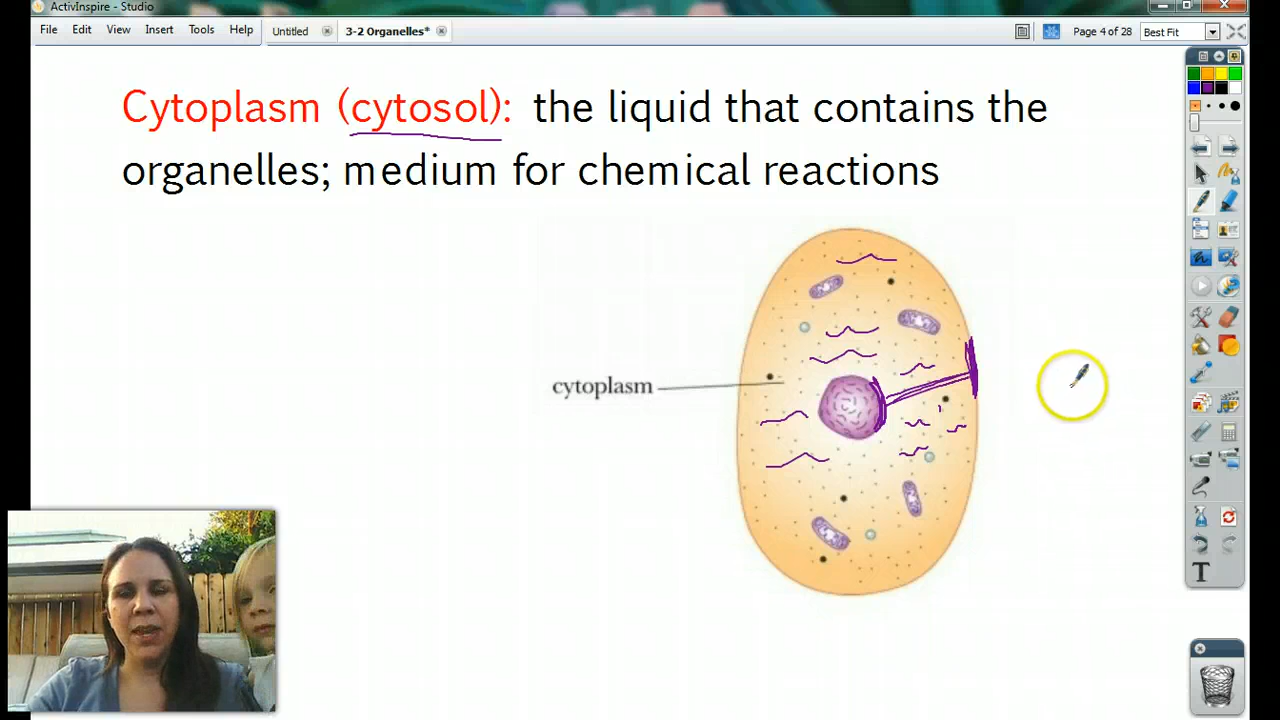 ActivInspire - Studio
File Edit View Insert Tools Help Untitled 3-2 Organelles* Page 4 of 28 Best Fit
Cytoplasm (cytosol): the liquid that contains the
organelles; medium for chemical reactions
cytoplasm
T